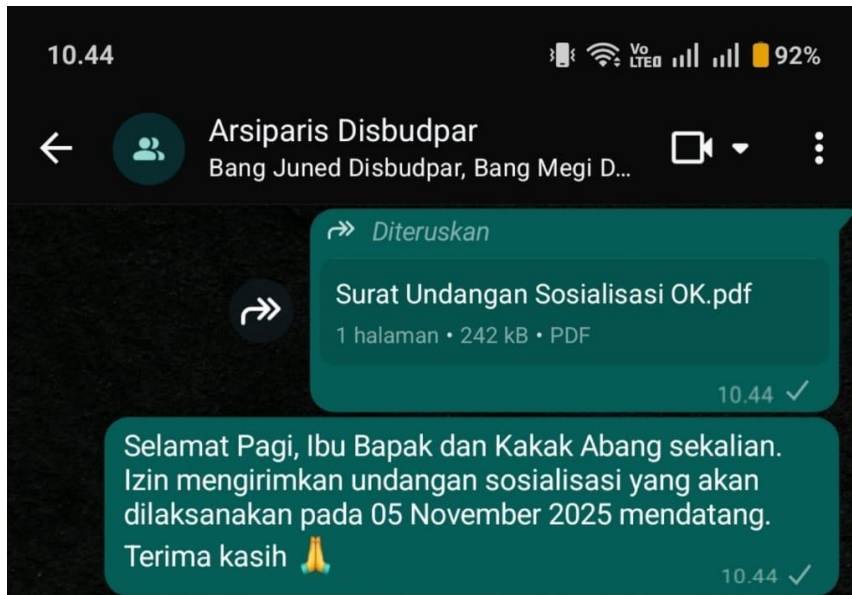 10.44
Vo LTE 92%
Arsiparis Disbudpar
Bang Juned Disbudpar, Bang Megi D...
Diteruskan
Surat Undangan Sosialisasi OK.pdf
1 halaman • 242 kB • PDF
10.44
Selamat Pagi, Ibu Bapak dan Kakak Abang sekalian.
Izin mengirimkan undangan sosialisasi yang akan
dilaksanakan pada 05 November 2025 mendatang.
Terima kasih 🙏
10.44